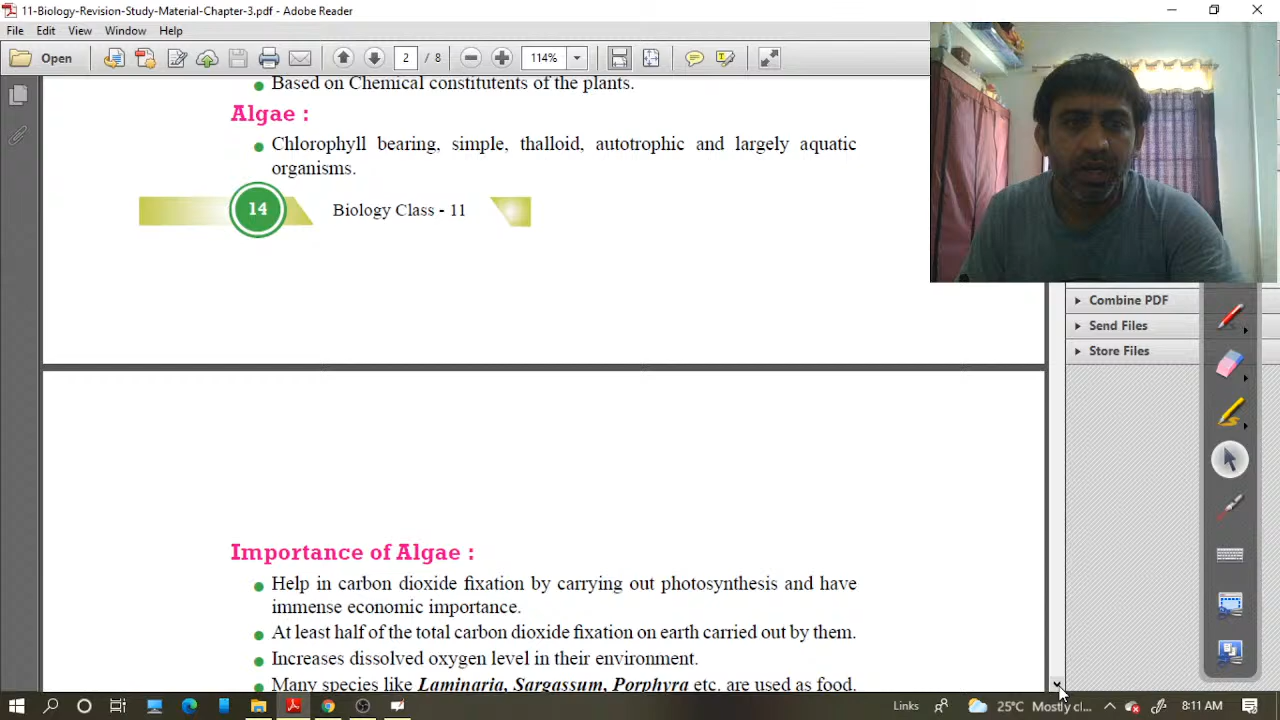 11-Biology-Revision-Study-Material-Chapter-3.pdf - Adobe Reader
File Edit View Window Help
Open 2 / 8 114%
Based on Chemical constitutents of the plants.
Algae :
Chlorophyll bearing, simple, thalloid, autotrophic and largely aquatic
organisms.
14 Biology Class - 11
Combine PDF
Send Files
Store Files
Importance of Algae :
Help in carbon dioxide fixation by carrying out photosynthesis and have
immense economic importance.
At least half of the total carbon dioxide fixation on earth carried out by them.
Increases dissolved oxygen level in their environment.
Many species like Laminaria, Sargassum, Porphyra etc. are used as food.
Links 25°C Mostly cl... 8:11 AM